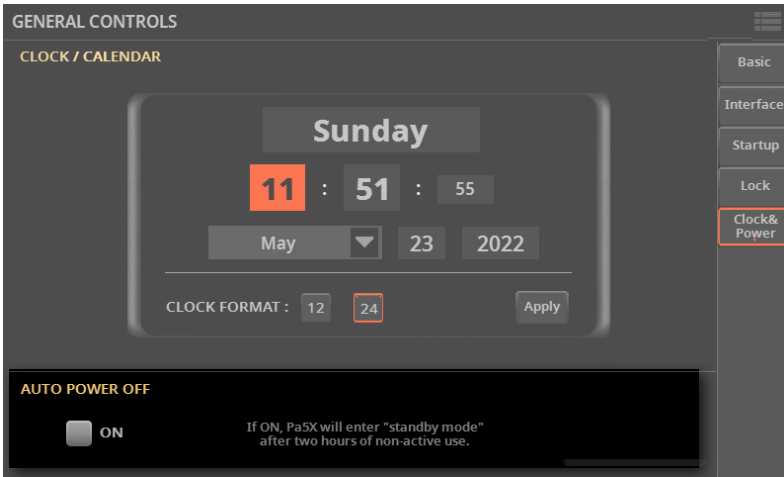 GENERAL CONTROLS
CLOCK / CALENDAR
Sunday
11 : 51 : 55
May 23 2022
CLOCK FORMAT : 12 24 Apply
Basic
Interface
Startup
Lock
Clock&
Power
AUTO POWER OFF
ON
If ON, Pa5X will enter "standby mode"
after two hours of non-active use.